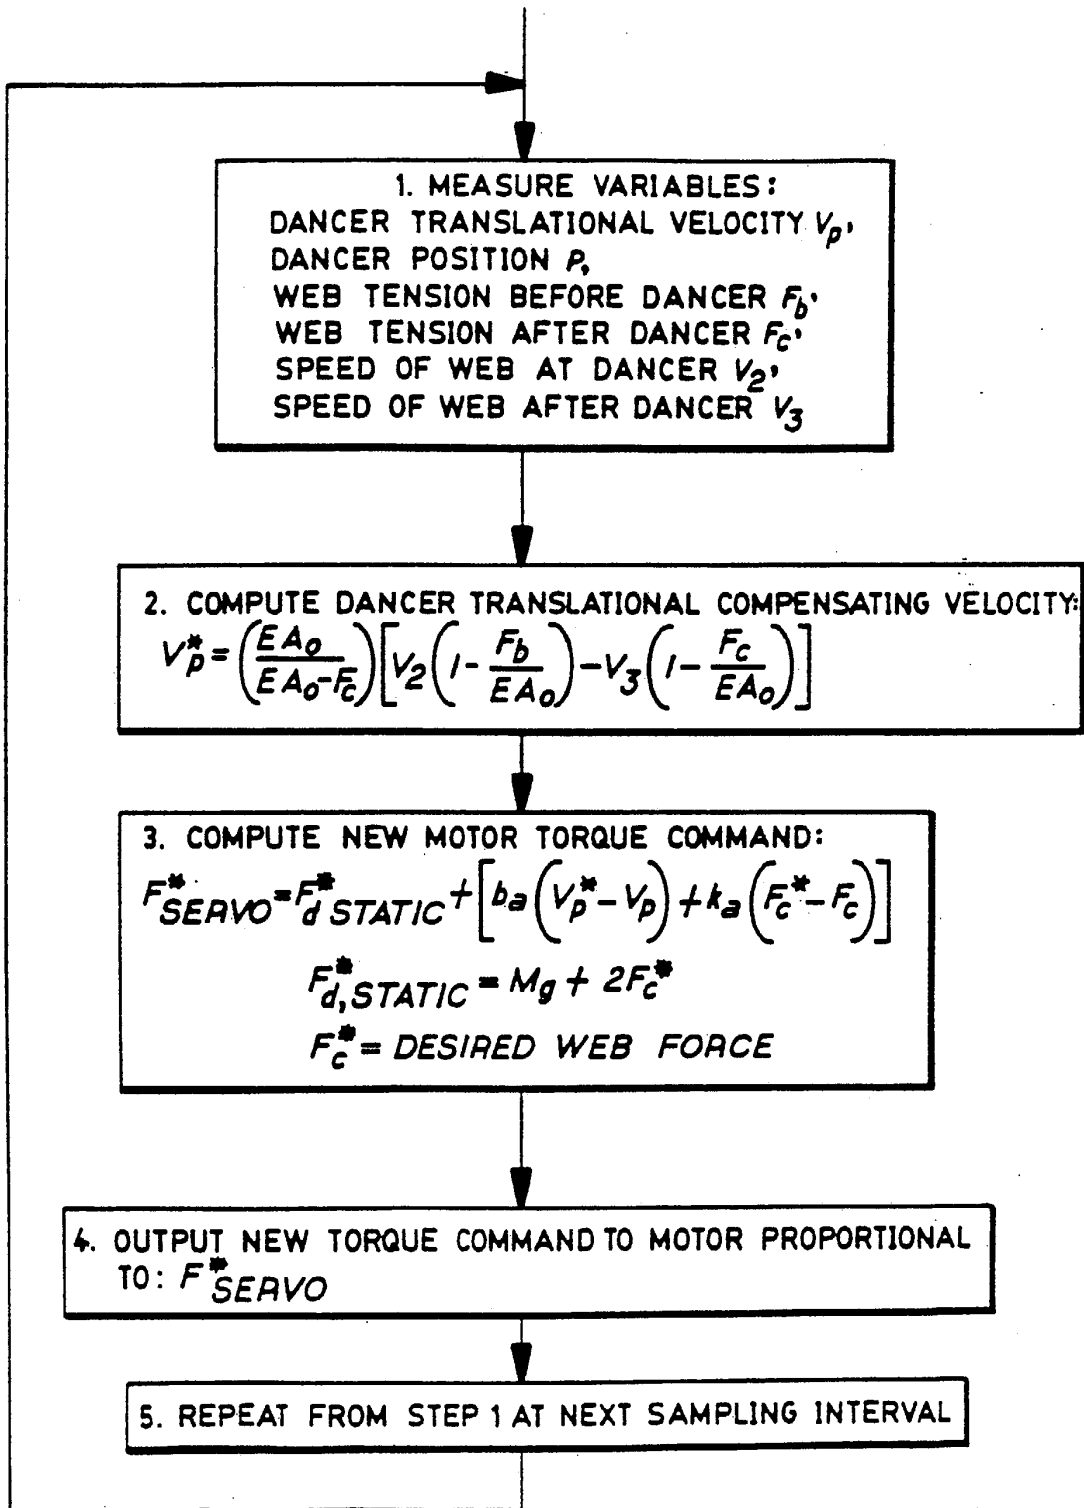 1. MEASURE VARIABLES:
DANCER TRANSLATIONAL VELOCITY V_p,
DANCER POSITION P,
WEB TENSION BEFORE DANCER F_b,
WEB TENSION AFTER DANCER F_c,
SPEED OF WEB AT DANCER V_2,
SPEED OF WEB AFTER DANCER V_3
2. COMPUTE DANCER TRANSLATIONAL COMPENSATING VELOCITY:
V_p^* = (EA_o / (EA_o - F_c)) [V_2 (1 - F_b / EA_o) - V_3 (1 - F_c / EA_o)]
3. COMPUTE NEW MOTOR TORQUE COMMAND:
F^*_SERVO = F_d^* STATIC + [b_a (V_p^* - V_p) + k_a (F_c^* - F_c)]
F^*_d,STATIC = Mg + 2F_c^*
F_c^* = DESIRED WEB FORCE
4. OUTPUT NEW TORQUE COMMAND TO MOTOR PROPORTIONAL
TO: F^*_SERVO
5. REPEAT FROM STEP 1 AT NEXT SAMPLING INTERVAL